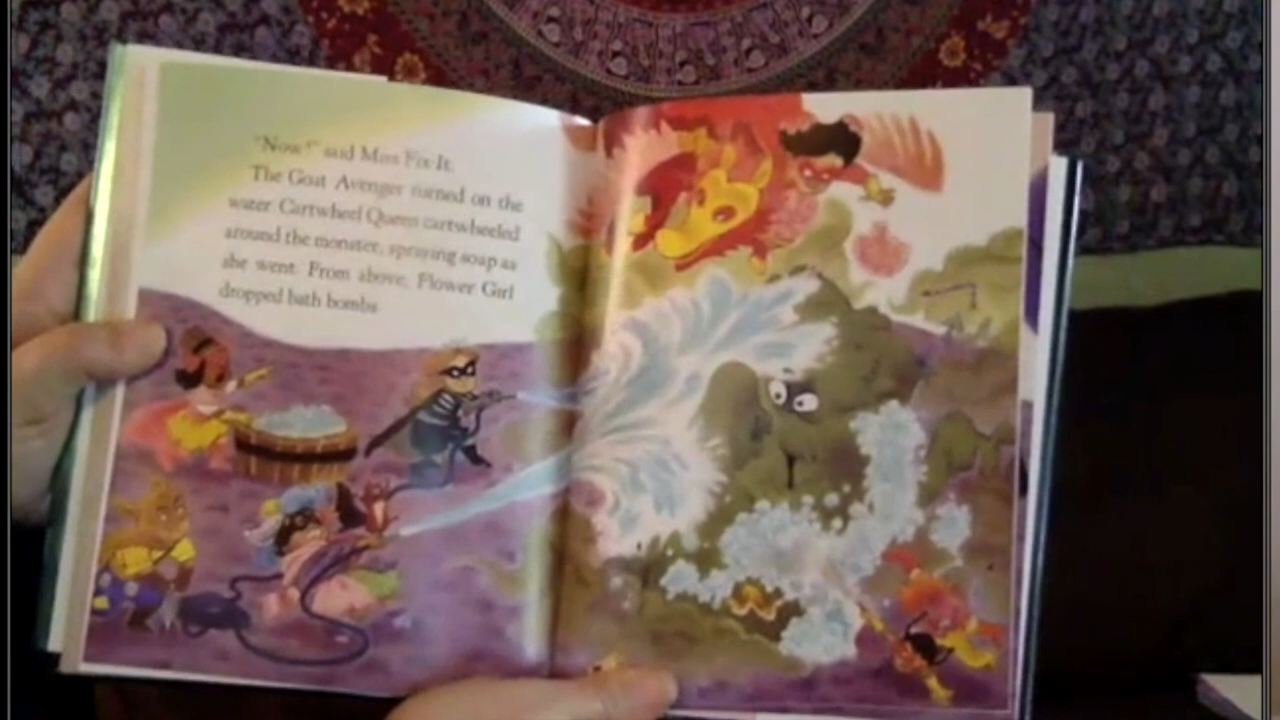 "Now!" said Miss Fix-It.
The Goat Avenger turned on the
water. Cartwheel Queen cartwheeled
around the monster, spraying soap as
she went. From above, Flower Girl
dropped bath bombs.